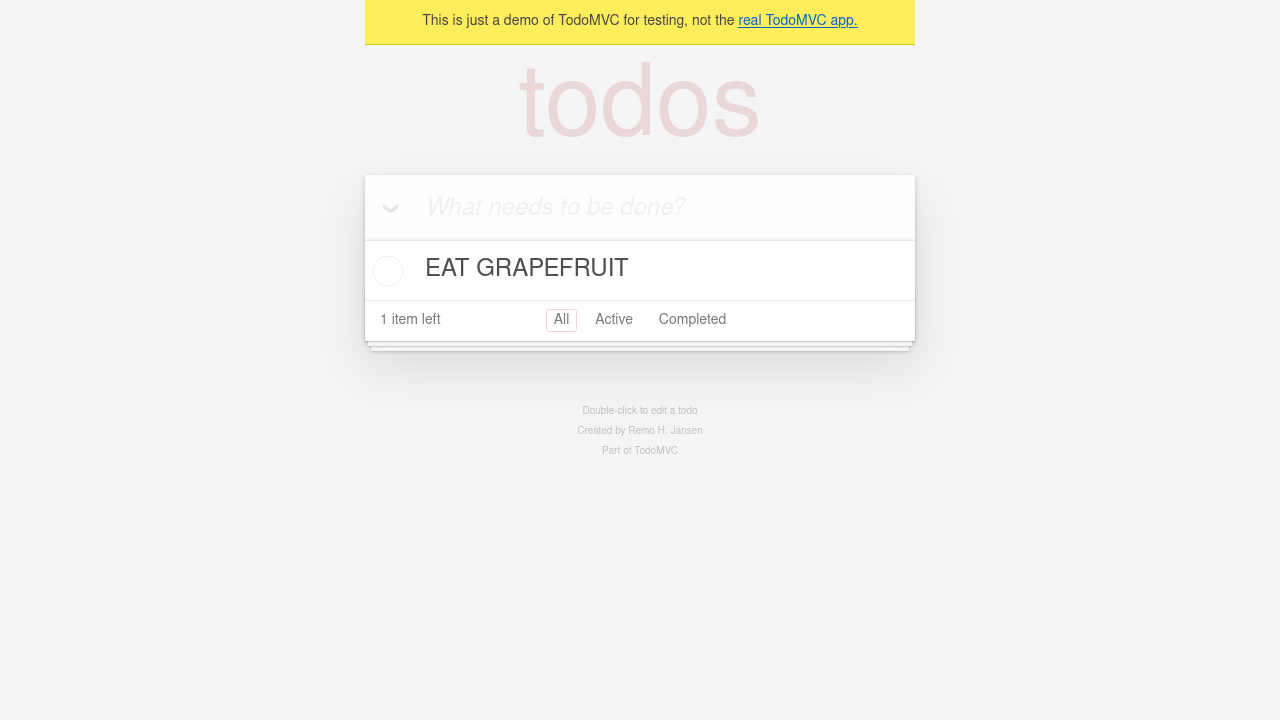 This is just a demo of TodoMVC for testing, not the real TodoMVC app.
todos
What needs to be done?
EAT GRAPEFRUIT
1 item left All Active Completed
Double-click to edit a todo
Created by Remo H. Jansen
Part of TodoMVC